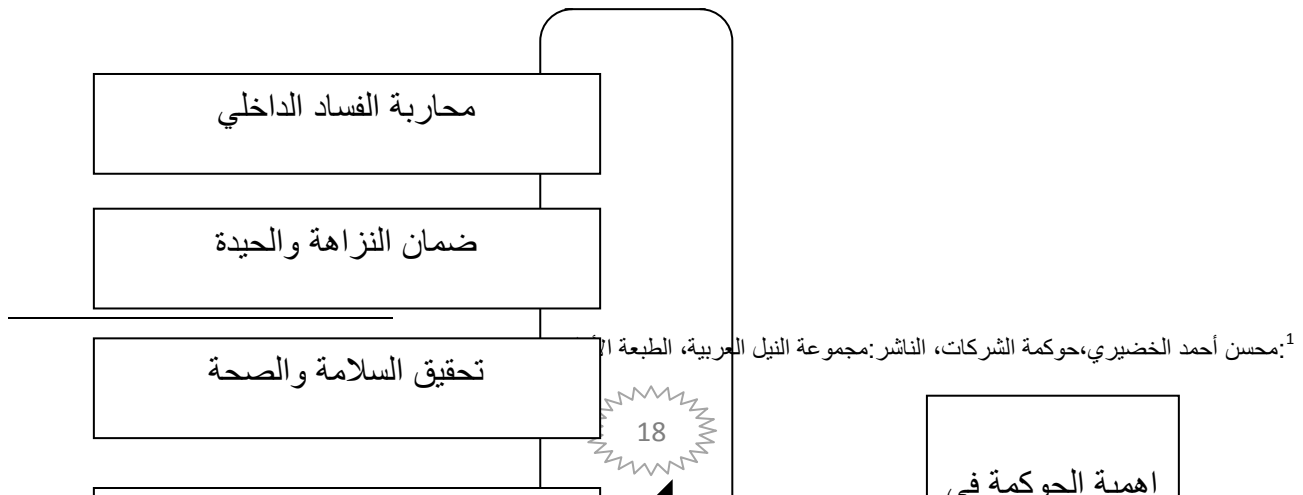 محاربة الفساد الداخلي
ضمان النزاهة والحيدة
1:محسن أحمد الخضيري،حوكمة الشركات، الناشر:مجموعة النيل العربية، الطبعة
تحقيق السلامة والصحة
18
اهمية الحوكمة في